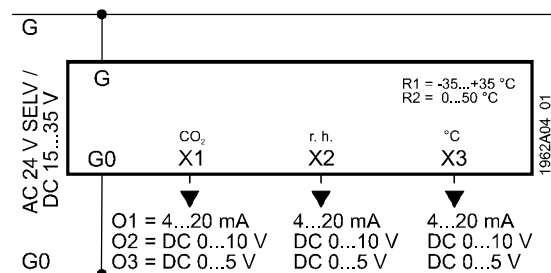 G
G
R1 = -35...+35 °C
R2 = 0...50 °C
AC 24 V SELV /
DC 15...35 V
CO₂ r. h. °C
G0 X1 X2 X3
1962A04 01
O1 = 4...20 mA 4...20 mA 4...20 mA
O2 = DC 0...10 V DC 0...10 V DC 0...10 V
O3 = DC 0...5 V DC 0...5 V DC 0...5 V
G0